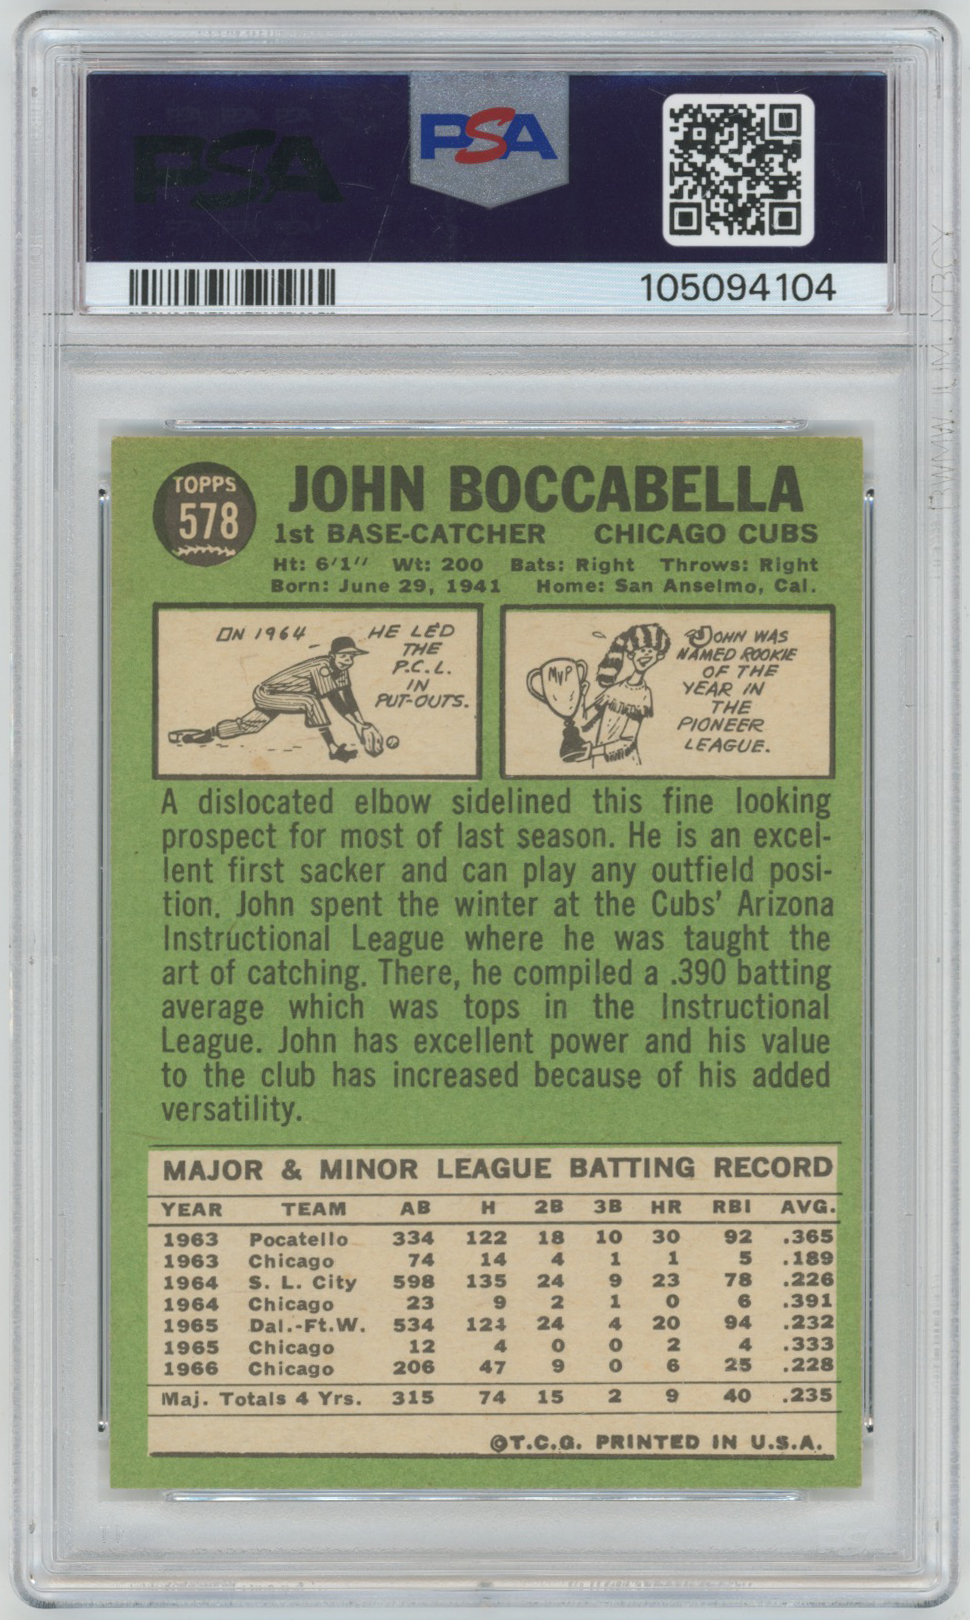 PSA
PSA
105094104
TOPPS
578
JOHN BOCCABELLA
1st BASE-CATCHER CHICAGO CUBS
Ht: 6'1" Wt: 200 Bats: Right Throws: Right
Born: June 29, 1941 Home: San Anselmo, Cal.
IN 1964 HE LED
THE
P.C.L.
IN
PUT-OUTS.
MVP
JOHN WAS
NAMED ROOKIE
OF THE
YEAR IN
THE
PIONEER
LEAGUE.
A dislocated elbow sidelined this fine looking
prospect for most of last season. He is an excel-
lent first sacker and can play any outfield posi-
tion. John spent the winter at the Cubs' Arizona
Instructional League where he was taught the
art of catching. There, he compiled a .390 batting
average which was tops in the Instructional
League. John has excellent power and his value
to the club has increased because of his added
versatility.
MAJOR & MINOR LEAGUE BATTING RECORD
YEAR TEAM AB H 2B 3B HR RBI AVG.
1963 Pocatello 334 122 18 10 30 92 .365
1963 Chicago 74 14 4 1 1 5 .189
1964 S. L. City 598 135 24 9 23 78 .226
1964 Chicago 23 9 2 1 0 6 .391
1965 Dal.-Ft.W. 534 124 24 4 20 94 .232
1965 Chicago 12 4 0 0 2 4 .333
1966 Chicago 206 47 9 0 6 25 .228
Maj. Totals 4 Yrs. 315 74 15 2 9 40 .235
©T.C.G. PRINTED IN U.S.A.